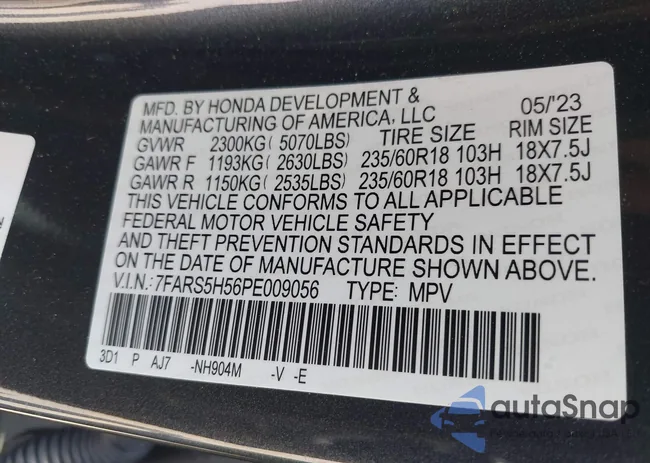 MFD. BY HONDA DEVELOPMENT & 05/'23
MANUFACTURING OF AMERICA, LLC
GVWR 2300KG( 5070LBS) TIRE SIZE RIM SIZE
GAWR F 1193KG( 2630LBS) 235/60R18 103H 18X7.5J
GAWR R 1150KG( 2535LBS) 235/60R18 103H 18X7.5J
THIS VEHICLE CONFORMS TO ALL APPLICABLE
FEDERAL MOTOR VEHICLE SAFETY
AND THEFT PREVENTION STANDARDS IN EFFECT
ON THE DATE OF MANUFACTURE SHOWN ABOVE.
V.I.N.: 7FARS5H56PE009056 TYPE: MPV
3D1 P AJ7 -NH904M -V -E
autoSnap